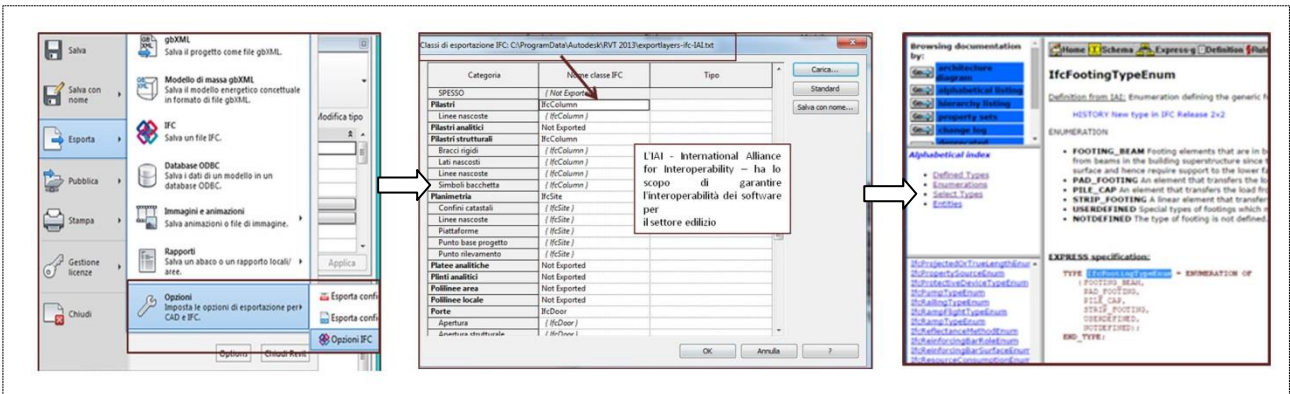 Salva
Salva con
nome
Esporta
Pubblica
Stampa
Gestione
licenze
Chiudi
gbXML
Salva il progetto come file gbXML.
Modello di massa gbXML
Salva il modello energetico concettuale
in formato di file gbXML.
IFC
Salva un file IFC.
Database ODBC
Salva i dati di un modello in un
database ODBC.
Immagini e animazioni
Salva animazioni o file di immagine.
Rapporti
Salva un abaco o un rapporto locali/
aree.
Opzioni
Imposta le opzioni di esportazione per
CAD e IFC.
Modifica tipo
Applica
Esporta confi
Esporta confi
Opzioni IFC
Options
Chiudi Revit
Classi di esportazione IFC: C:\ProgramData\Autodesk\RVT 2013\exportlayers-ifc-IAI.txt
Categoria Nome classe IFC Tipo
SPESSO { Not Exported
Pilastri IfcColumn
Linee nascoste { IfcColumn }
Pilastri analitici Not Exported
Pilastri strutturali IfcColumn
Bracci rigidi { IfcColumn }
Lati nascosti { IfcColumn }
Linee nascoste { IfcColumn }
Simboli bacchetta { IfcColumn }
Planimetria IfcSite
Confini catastali { IfcSite }
Linee nascoste { IfcSite }
Piattaforme { IfcSite }
Punto base progetto { IfcSite }
Punto rilevamento { IfcSite }
Platee analitiche Not Exported
Plinti analitici Not Exported
Polilinee area Not Exported
Polilinee locale Not Exported
Porte IfcDoor
Apertura { IfcDoor }
Apertura strutturale { IfcDoor }
Carica...
Standard
Salva con nome...
L'IAI - International Alliance
for Interoperability – ha lo
scopo di garantire
l'interoperabilità dei software
per
il settore edilizio
OK Annulla ?
Browsing documentation
by:
architecture
diagram
alphabetical listing
hierarchy listing
property sets
change log
Alphabetical index
Defined Types
Enumerations
Select Types
Entities
IfcProjectedOrTrueLengthEnum
IfcPropertySourceEnum
IfcProtectiveDeviceTypeEnum
IfcPumpTypeEnum
IfcRailingTypeEnum
IfcRampFlightTypeEnum
IfcRampTypeEnum
IfcReflectanceMethodEnum
IfcReinforcingBarRoleEnum
IfcReinforcingBarSurfaceEnum
IfcResourceConsumptionEnum
Home Schema Express-g Definition Rule
IfcFootingTypeEnum
Definition from IAI: Enumeration defining the generic f
HISTORY New type in IFC Release 2x2
ENUMERATION
FOOTING_BEAM Footing elements that are in b
from beams in the building superstructure since t
surface and hence require support to the lower fa
PAD_FOOTING An element that transfers the loa
PILE_CAP An element that transfers the load fro
STRIP_FOOTING A linear element that transfer
USERDEFINED Special types of footings which m
NOTDEFINED The type of footing is not defined.
EXPRESS specification:
TYPE IfcFootingTypeEnum = ENUMERATION OF
(FOOTING_BEAM,
PAD_FOOTING,
PILE_CAP,
STRIP_FOOTING,
USERDEFINED,
NOTDEFINED);
END_TYPE;